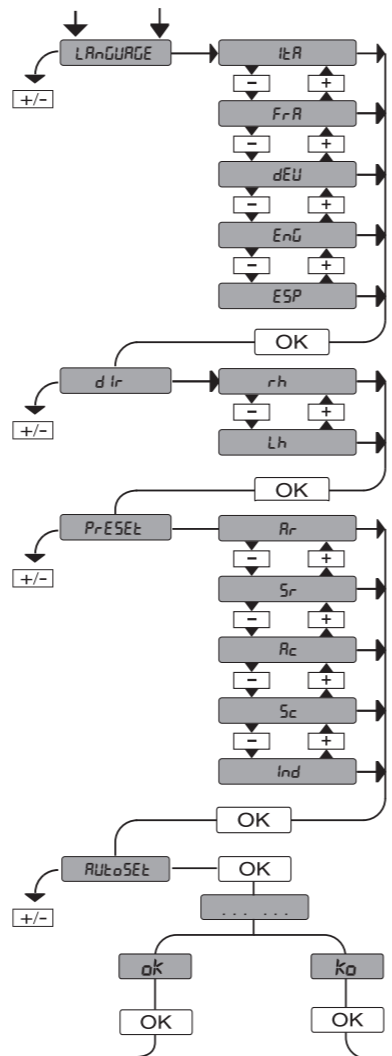 LAnGUAGE ItA
- +
+/-
FrA
- +
dEU
- +
EnG
- +
ESP
OK
dIr rh
- +
+/-
Lh
OK
PrESEt Ar
- +
+/-
Sr
- +
Ac
- +
Sc
- +
Ind
OK
AUtoSEt OK
+/-
... ...
ok ko
OK OK